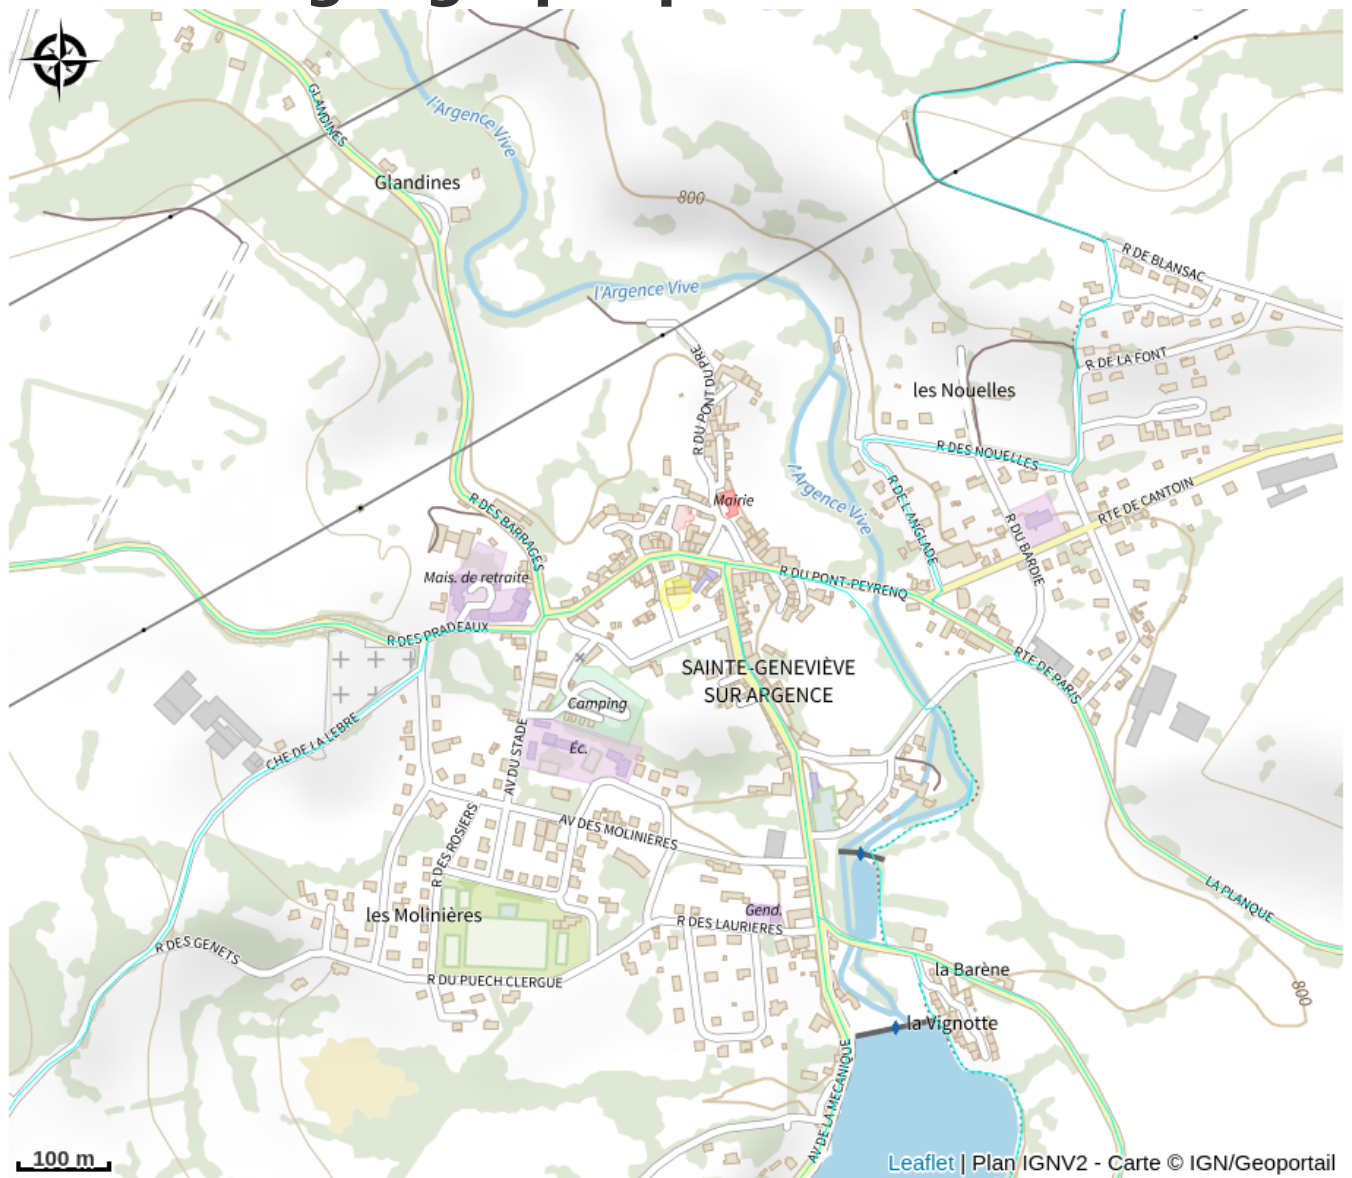 GLANDINES
l'Argence Vive
Glandines
800
R DE BLANSAC
l'Argence Vive
R DU PONT DU PRE
R DE LA FONT
les Nouelles
R DES NOUELLES
l'Argence Vive
R DE L'ANGLADE
RTE DE CANTOIN
Mairie
R DES BARRAGES
R DU BARDIE
Mais. de retraite
R DU PONT-PEYRENQ
R DES PRADEAUX
SAINTE-GENEVIÈVE
SUR ARGENCE
RTE DE PARIS
Camping
CHE DE LA LEBRE
Éc.
AV DU STADE
R DES ROSIERS
AV DES MOLINIERES
LA PLANQUE
les Molinières
Gend.
R DES LAURIERES
R DES GENETS
R DU PUECH CLERGUE
la Barène
800
la Vignotte
AV DE LA MECANIQUE
100 m
Leaflet | Plan IGNV2 - Carte © IGN/Geoportail